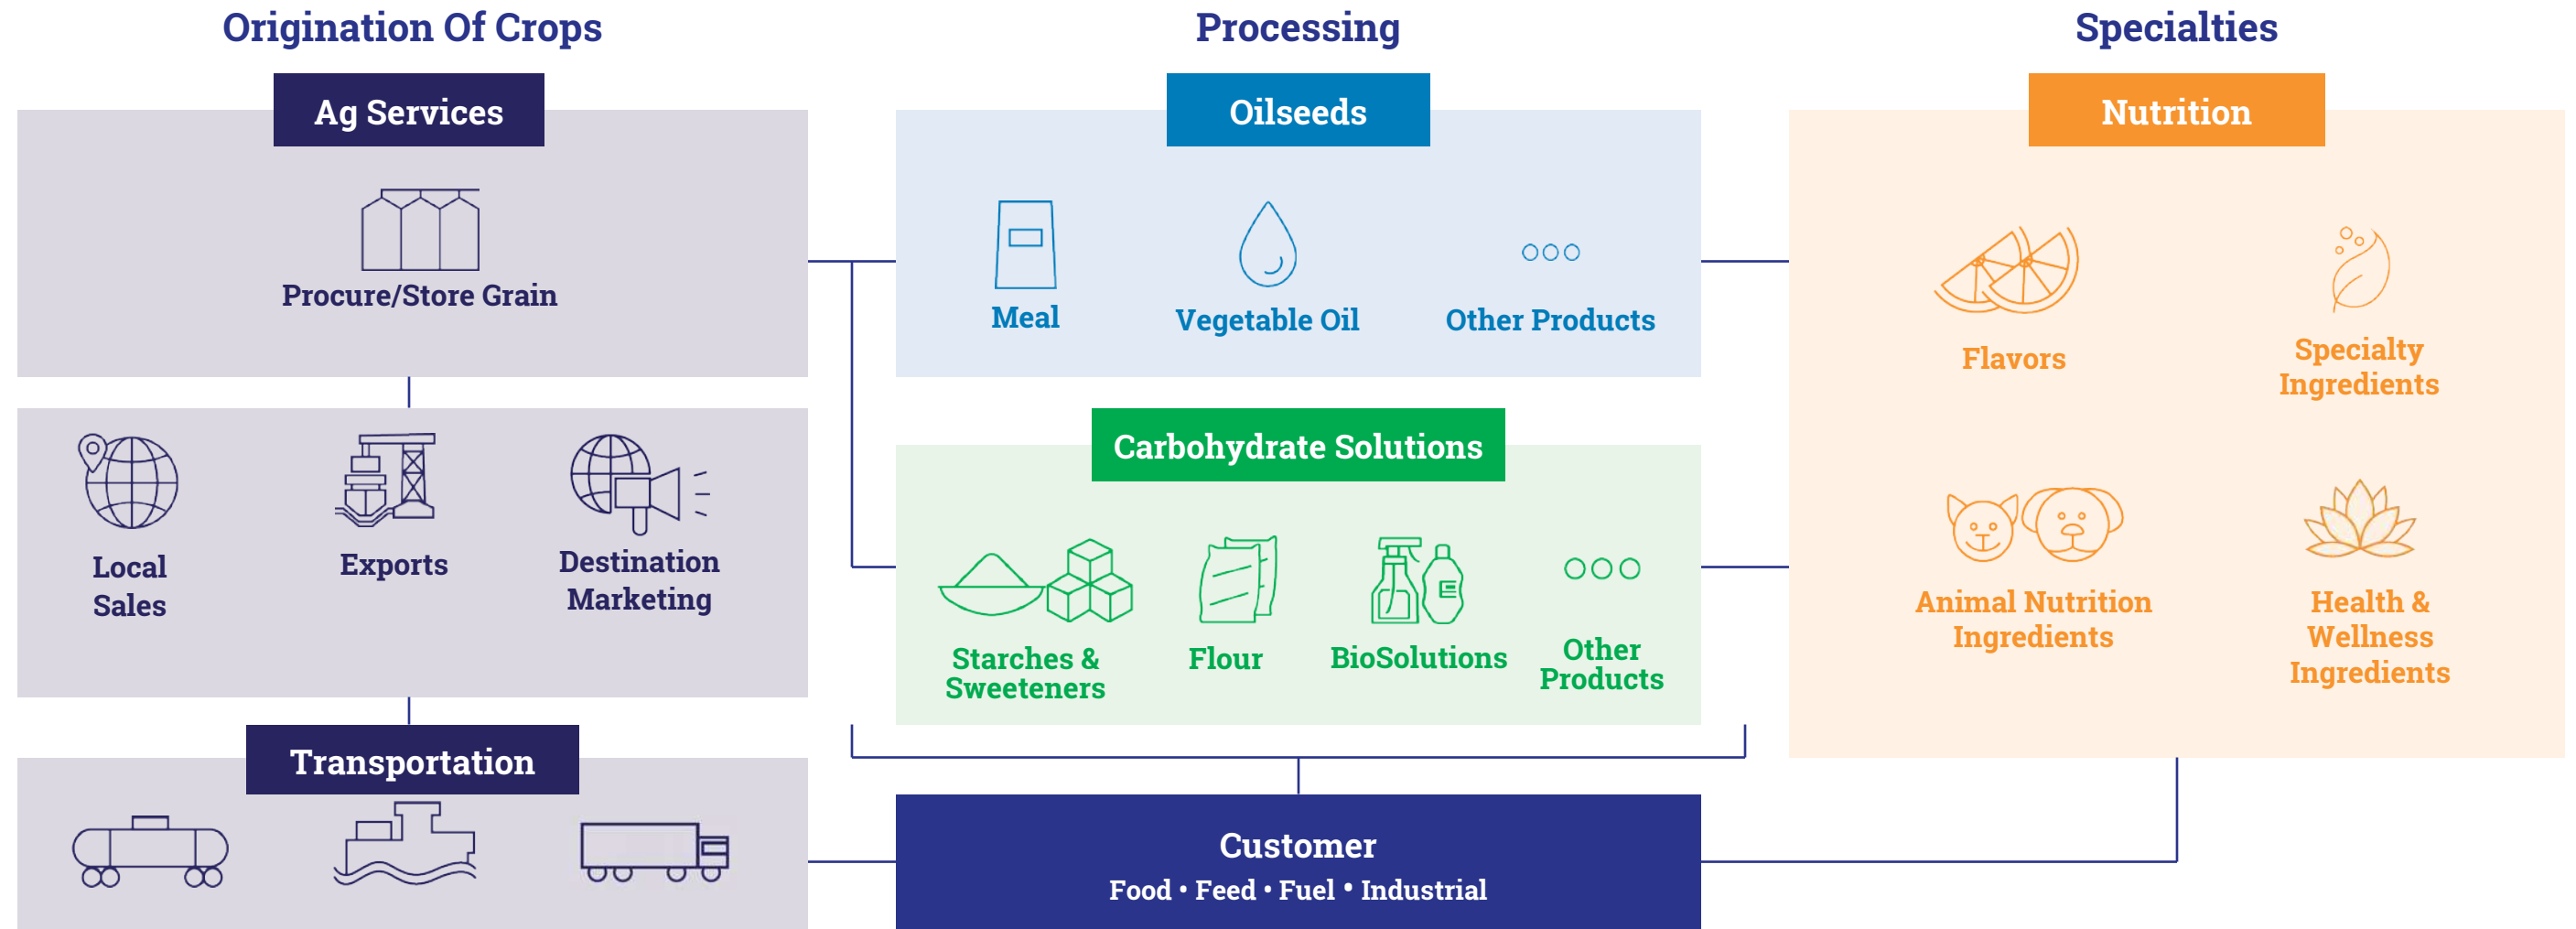 Origination Of Crops
Processing
Specialties
Ag Services
Procure/Store Grain
Local
Sales
Exports
Destination
Marketing
Transportation
Oilseeds
Meal
Vegetable Oil
Other Products
Carbohydrate Solutions
Starches &
Sweeteners
Flour
BioSolutions
Other
Products
Nutrition
Flavors
Specialty
Ingredients
Animal Nutrition
Ingredients
Health &
Wellness
Ingredients
Customer
Food • Feed • Fuel • Industrial